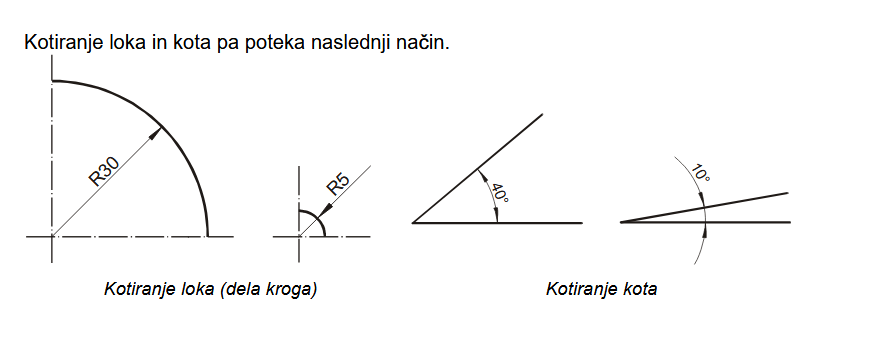 Kotiranje loka in kota pa poteka naslednji način.
R30
R5
40°
10°
Kotiranje loka (dela kroga)
Kotiranje kota